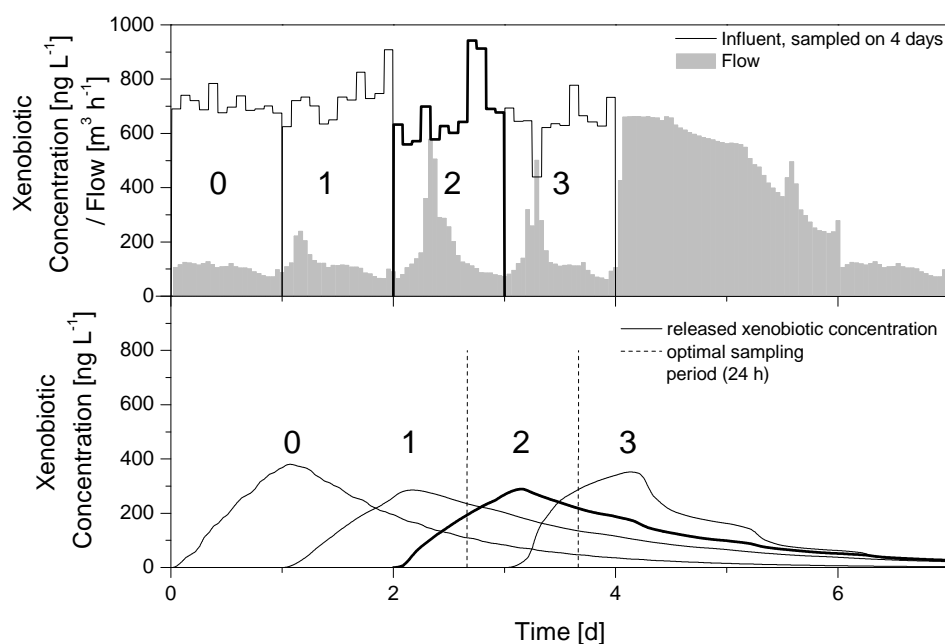 Xenobiotic
Concentration [ng L⁻¹]
/ Flow [m³ h⁻¹]
1000
800
600
400
200
0
Influent, sampled on 4 days
Flow
0
1
2
3
Xenobiotic
Concentration [ng L⁻¹]
800
600
400
200
0
released xenobiotic concentration
optimal sampling
period (24 h)
0
1
2
3
0
2
4
6
Time [d]